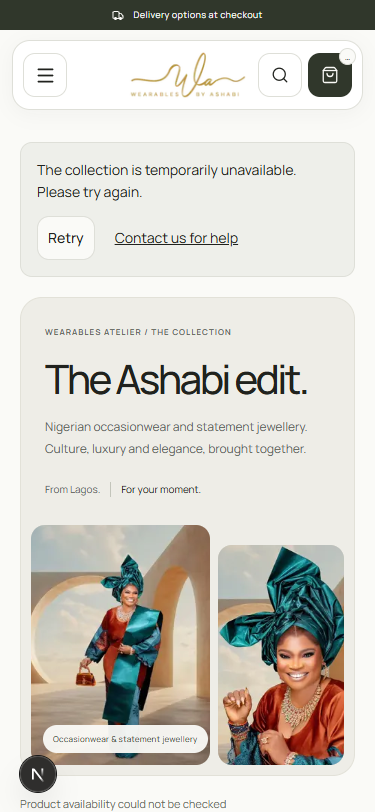 Delivery options at checkout
Wla
WEARABLES BY ASHABI
...
The collection is temporarily unavailable.
Please try again.
Retry
Contact us for help
WEARABLES ATELIER / THE COLLECTION
The Ashabi edit.
Nigerian occasionwear and statement jewellery.
Culture, luxury and elegance, brought together.
From Lagos.
For your moment.
Occasionwear & statement jewellery
N
Product availability could not be checked